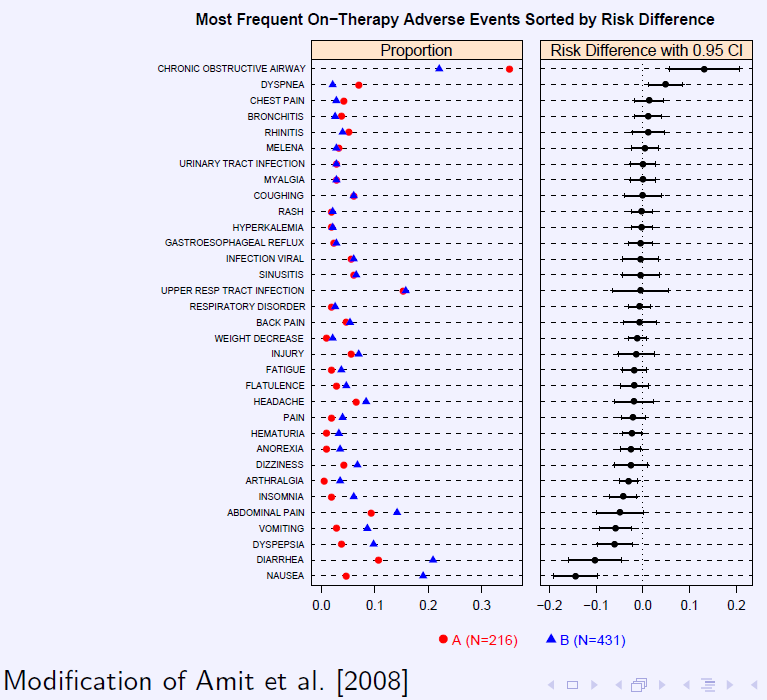 Most Frequent On−Therapy Adverse Events Sorted by Risk Difference
Proportion
Risk Difference with 0.95 CI
CHRONIC OBSTRUCTIVE AIRWAY
DYSPNEA
CHEST PAIN
BRONCHITIS
RHINITIS
MELENA
URINARY TRACT INFECTION
MYALGIA
COUGHING
RASH
HYPERKALEMIA
GASTROESOPHAGEAL REFLUX
INFECTION VIRAL
SINUSITIS
UPPER RESP TRACT INFECTION
RESPIRATORY DISORDER
BACK PAIN
WEIGHT DECREASE
INJURY
FATIGUE
FLATULENCE
HEADACHE
PAIN
HEMATURIA
ANOREXIA
DIZZINESS
ARTHRALGIA
INSOMNIA
ABDOMINAL PAIN
VOMITING
DYSPEPSIA
DIARRHEA
NAUSEA
0.0 0.1 0.2 0.3
−0.2 −0.1 0.0 0.1 0.2
A (N=216) B (N=431)
Modification of Amit et al. [2008]